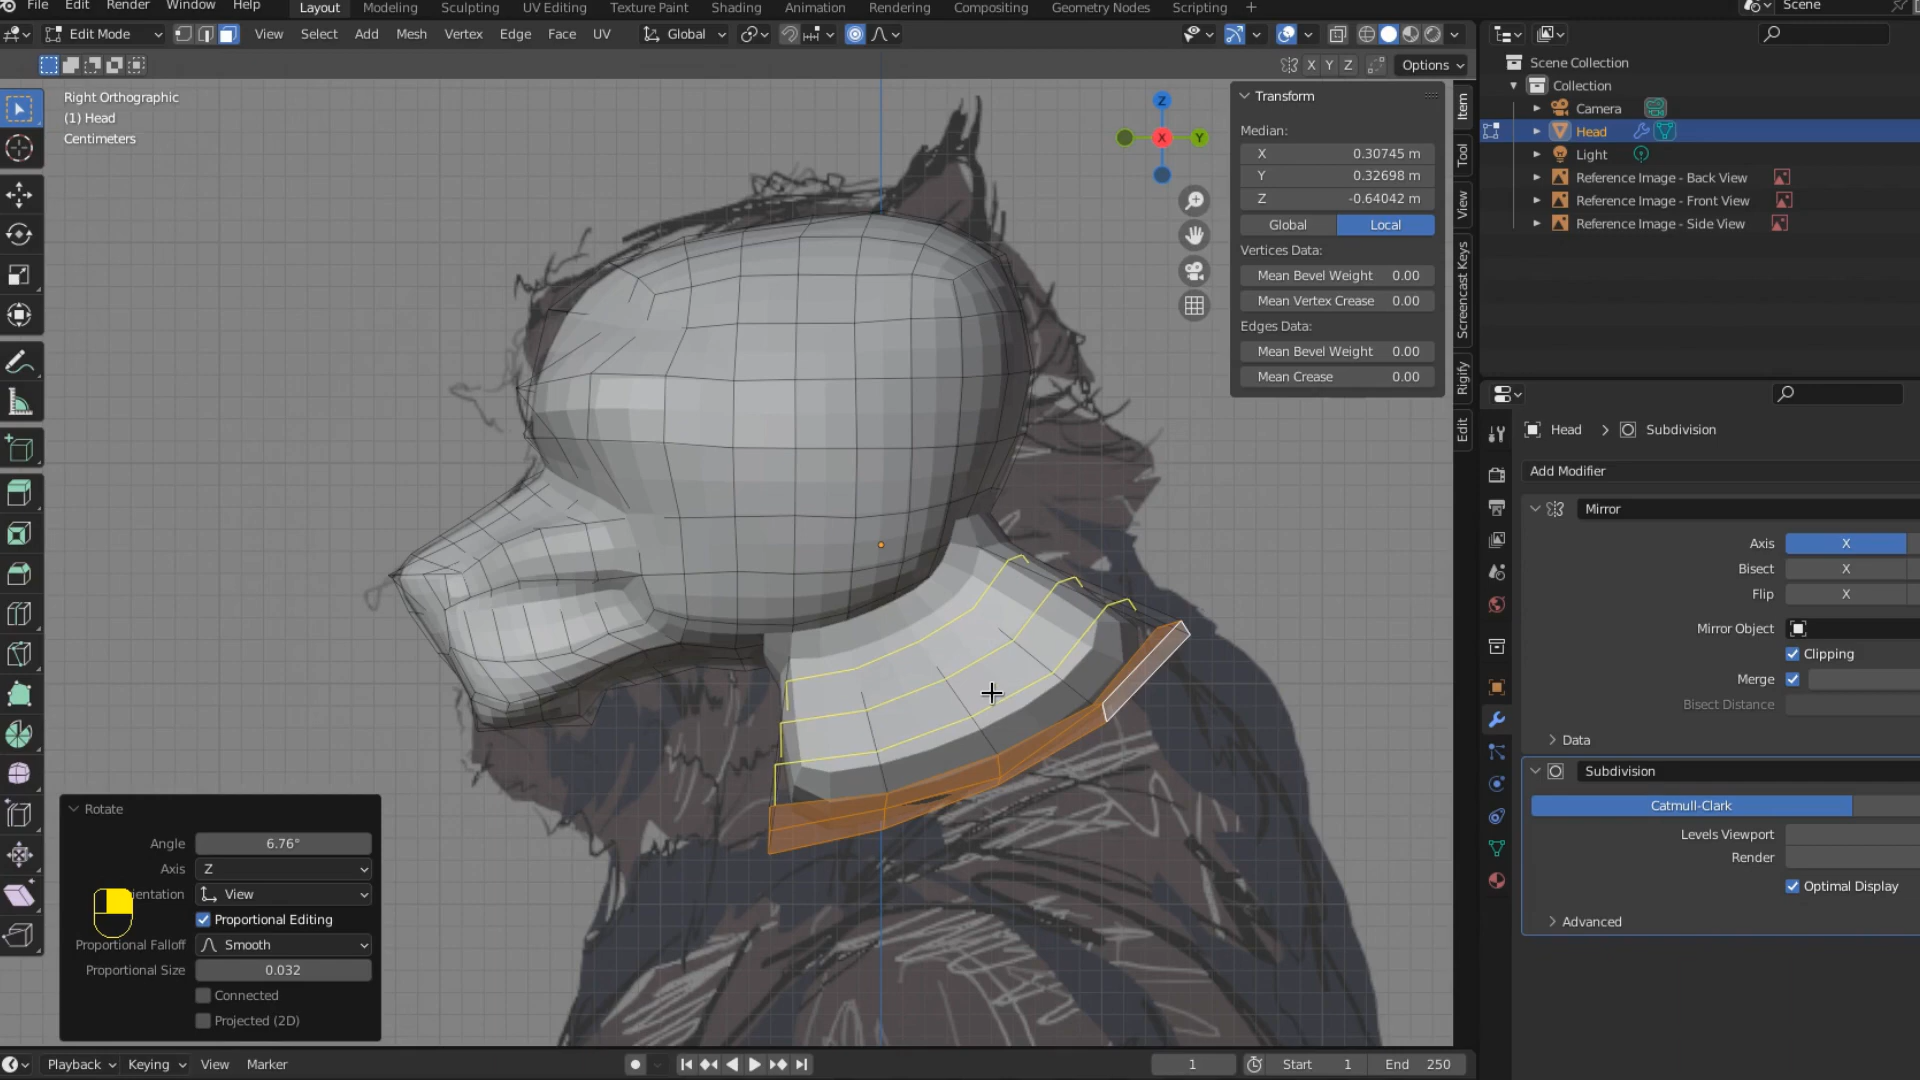 File Edit Render Window Help Layout Modeling Sculpting UV Editing Texture Paint Shading Animation Rendering Compositing Geometry Nodes Scripting + Scene
Edit Mode View Select Add Mesh Vertex Edge Face UV Global
X Y Z Options
Right Orthographic
(1) Head
Centimeters
Z
X
Y
Transform
Median:
X 0.30745 m
Y 0.32698 m
Z -0.64042 m
Global Local
Vertices Data:
Mean Bevel Weight 0.00
Mean Vertex Crease 0.00
Edges Data:
Mean Bevel Weight 0.00
Mean Crease 0.00
Item
Tool
View
Screencast Keys
Rigify
Edit
Scene Collection
Collection
Camera
Head
Light
Reference Image - Back View
Reference Image - Front View
Reference Image - Side View
Head > Subdivision
Add Modifier
Mirror
Axis X
Bisect X
Flip X
Mirror Object
Clipping
Merge
Bisect Distance
Data
Subdivision
Catmull-Clark
Levels Viewport
Render
Optimal Display
Advanced
Rotate
Angle 6.76°
Axis Z
ientation View
Proportional Editing
Proportional Falloff Smooth
Proportional Size 0.032
Connected
Projected (2D)
Playback Keying View Marker 1 Start 1 End 250